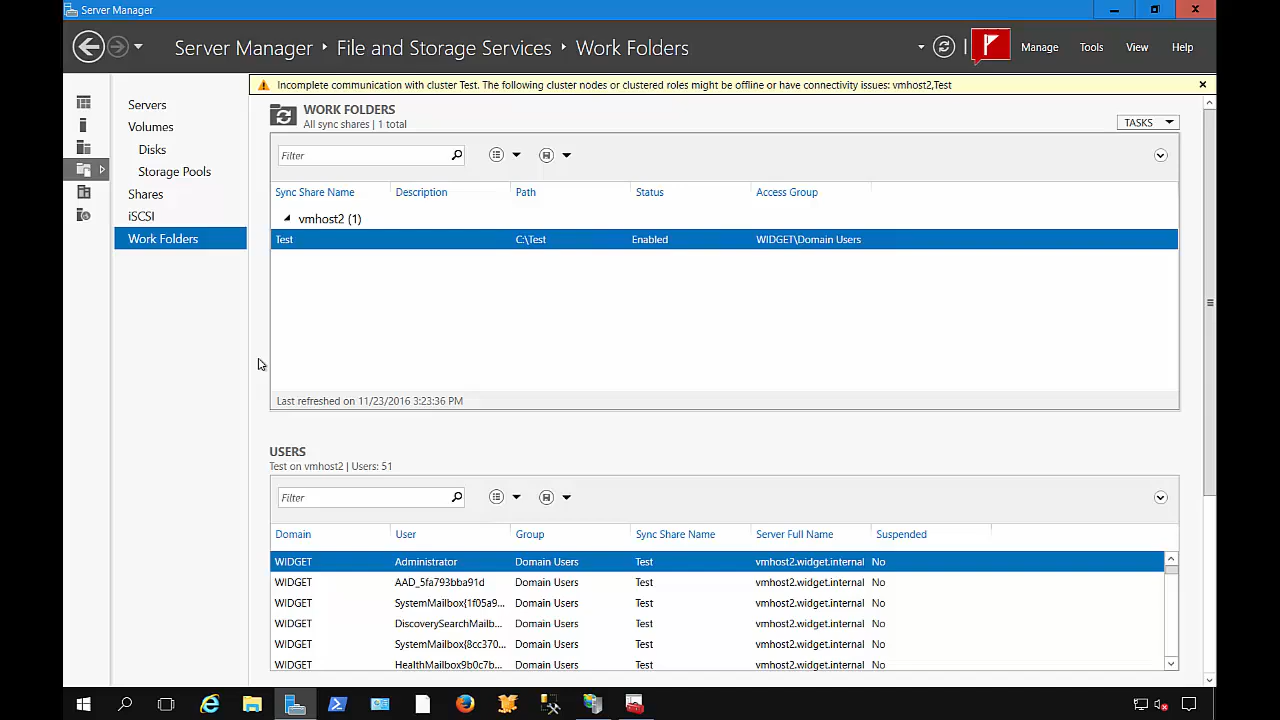 Server Manager
Server Manager ‣ File and Storage Services ‣ Work Folders
Manage Tools View Help
Incomplete communication with cluster Test. The following cluster nodes or clustered roles might be offline or have connectivity issues: vmhost2,Test
Servers
Volumes
Disks
Storage Pools
Shares
iSCSI
Work Folders
WORK FOLDERS
All sync shares | 1 total
TASKS
Filter
Sync Share Name Description Path Status Access Group
vmhost2 (1)
Test C:\Test Enabled WIDGET\Domain Users
Last refreshed on 11/23/2016 3:23:36 PM
USERS
Test on vmhost2 | Users: 51
Filter
Domain User Group Sync Share Name Server Full Name Suspended
WIDGET Administrator Domain Users Test vmhost2.widget.internal No
WIDGET AAD_5fa793bba91d Domain Users Test vmhost2.widget.internal No
WIDGET SystemMailbox{1f05a9... Domain Users Test vmhost2.widget.internal No
WIDGET DiscoverySearchMailb... Domain Users Test vmhost2.widget.internal No
WIDGET SystemMailbox{8cc370... Domain Users Test vmhost2.widget.internal No
WIDGET HealthMailbox9b0c7b... Domain Users Test vmhost2.widget.internal No